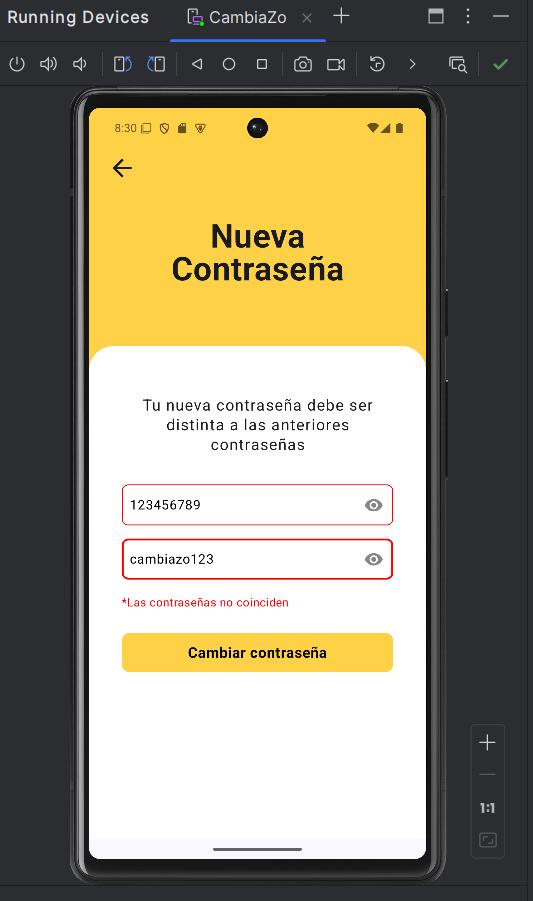 Running Devices
CambiaZo
8:30
Nueva
Contraseña
Tu nueva contraseña debe ser
distinta a las anteriores
contraseñas
123456789
cambiazo123
*Las contraseñas no coinciden
Cambiar contraseña
1:1